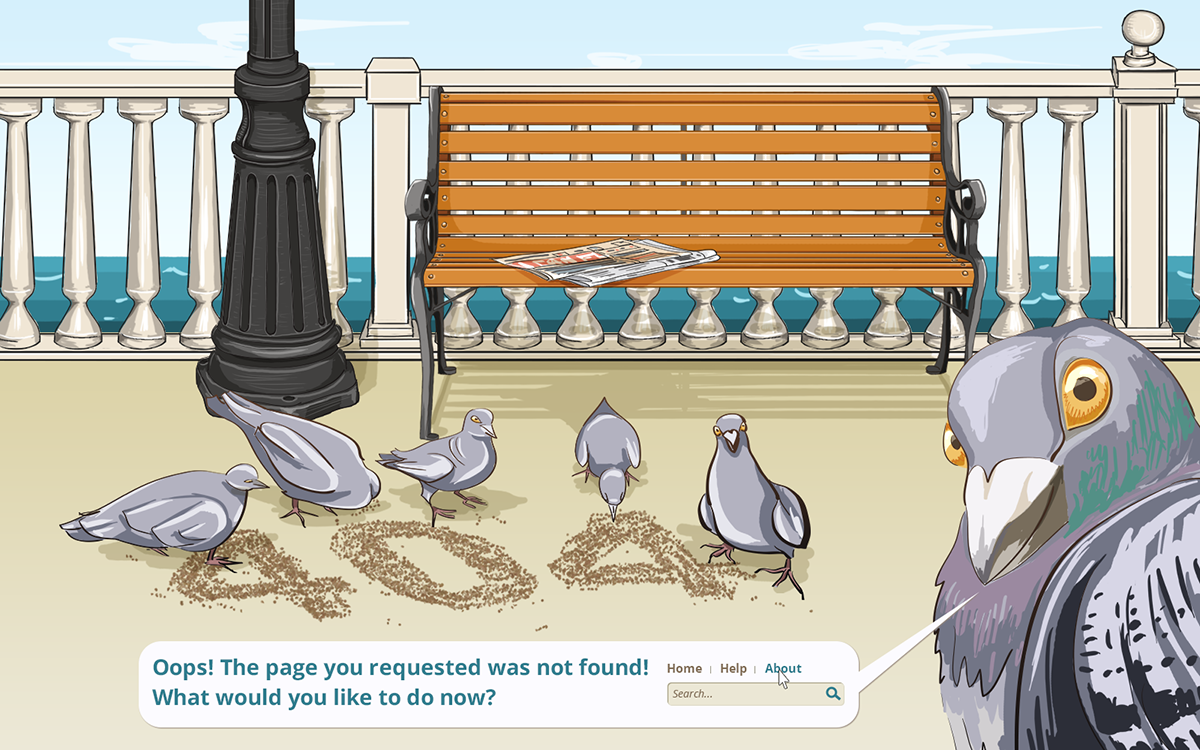 404
Oops! The page you requested was not found!
What would you like to do now?
Home | Help | About
Search...